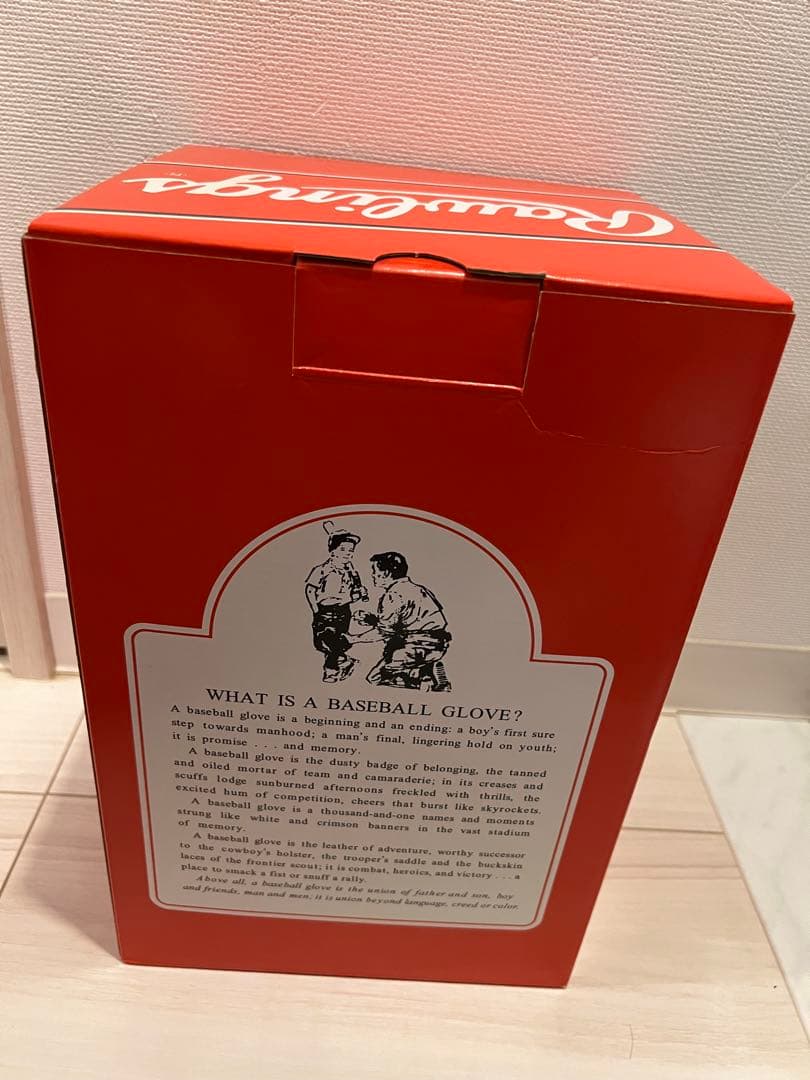 Rawlings
WHAT IS A BASEBALL GLOVE?
A baseball glove is a beginning and an ending: a boy's first sure
step towards manhood; a man's final, lingering hold on youth;
it is promise . . . and memory.
A baseball glove is the dusty badge of belonging, the tanned
and oiled mortar of team and camaraderie; in its creases and
scuffs lodge sunburned afternoons freckled with thrills, the
excited hum of competition, cheers that burst like skyrockets.
A baseball glove is a thousand-and-one names and moments
strung like white and crimson banners in the vast stadium
of memory.
A baseball glove is the leather of adventure, worthy successor
to the cowboy's holster, the trooper's saddle and the buckskin
laces of the frontier scout; it is combat, heroics, and victory . . . a
place to smack a fist or snuff a rally.
Above all, a baseball glove is the union of father and son, boy
and friends, man and men, it is union beyond language, creed or color.